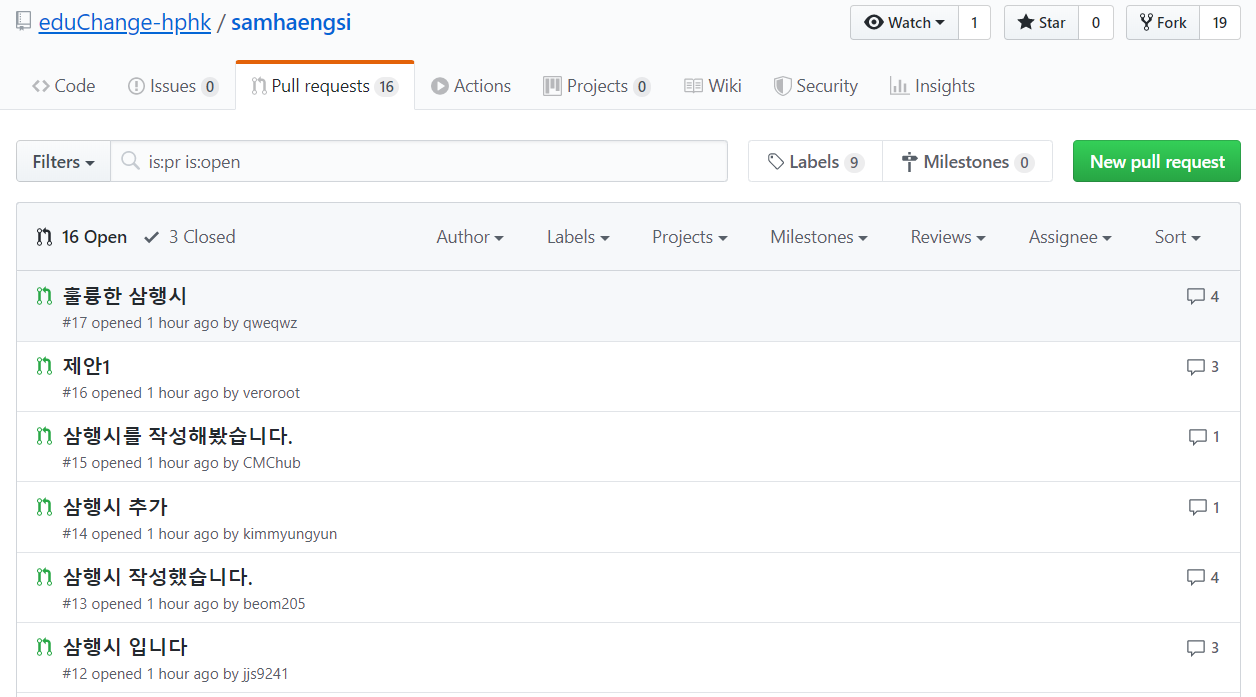 eduChange-hphk / samhaengsi
Watch 1 Star 0 Fork 19
Code Issues 0 Pull requests 16 Actions Projects 0 Wiki Security Insights
Filters is:pr is:open Labels 9 Milestones 0 New pull request
16 Open 3 Closed Author Labels Projects Milestones Reviews Assignee Sort
훌륭한 삼행시 4
#17 opened 1 hour ago by qweqwz
제안1 3
#16 opened 1 hour ago by veroroot
삼행시를 작성해봤습니다. 1
#15 opened 1 hour ago by CMChub
삼행시 추가 1
#14 opened 1 hour ago by kimmyungyun
삼행시 작성했습니다. 4
#13 opened 1 hour ago by beom205
삼행시 입니다 3
#12 opened 1 hour ago by jjs9241